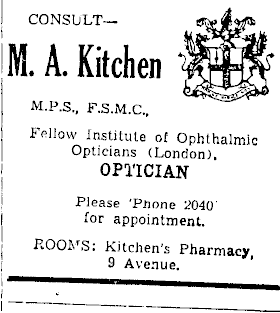 CONSULT—
M. A. Kitchen
M.P.S., F.S.M.C.,
Fellow Institute of Ophthalmic
Opticians (London).
OPTICIAN
Please 'Phone 2040
for appointment.
ROOMS: Kitchen's Pharmacy,
9 Avenue.